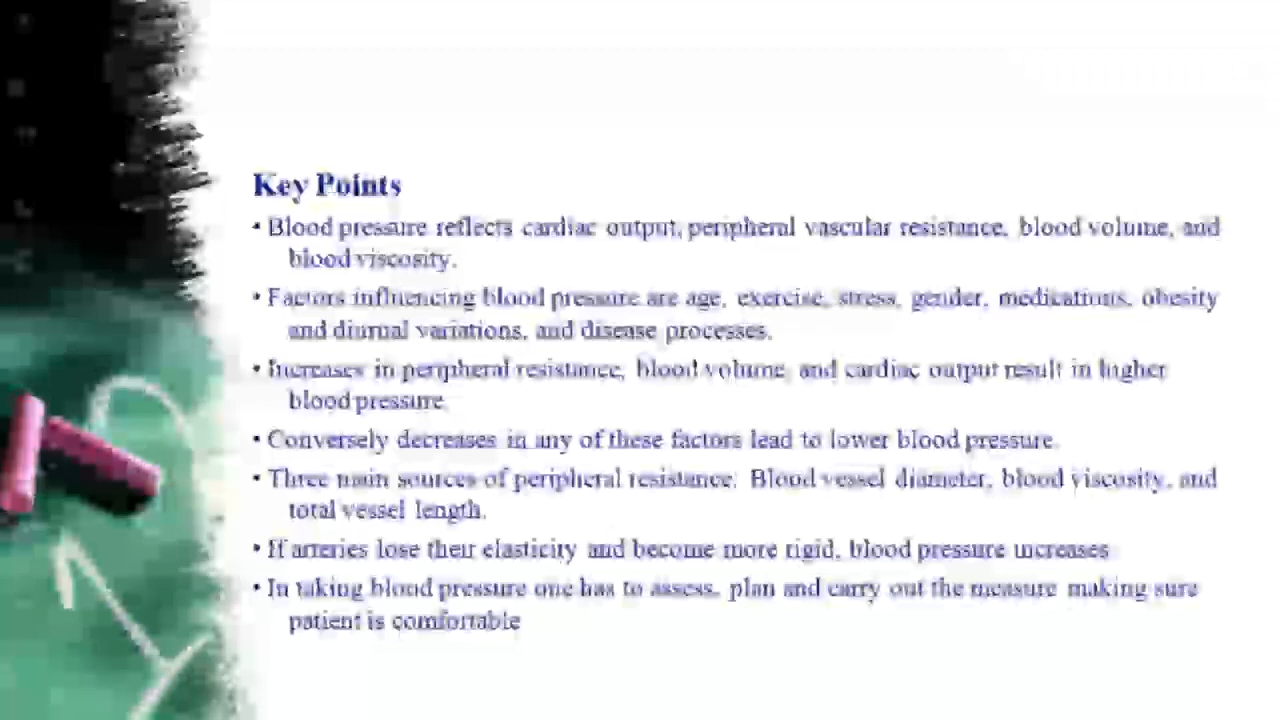 Key Points
• Blood pressure reflects cardiac output, peripheral vascular resistance, blood volume, and
blood viscosity.
• Factors influencing blood pressure are age, exercise, stress, gender, medications, obesity
and diurnal variations, and disease processes.
• Increases in peripheral resistance, blood volume, and cardiac output result in higher
blood pressure.
• Conversely decreases in any of these factors lead to lower blood pressure.
• Three main sources of peripheral resistance: Blood vessel diameter, blood viscosity, and
total vessel length.
• If arteries lose their elasticity and become more rigid, blood pressure increases
• In taking blood pressure one has to assess, plan and carry out the measure making sure
patient is comfortable